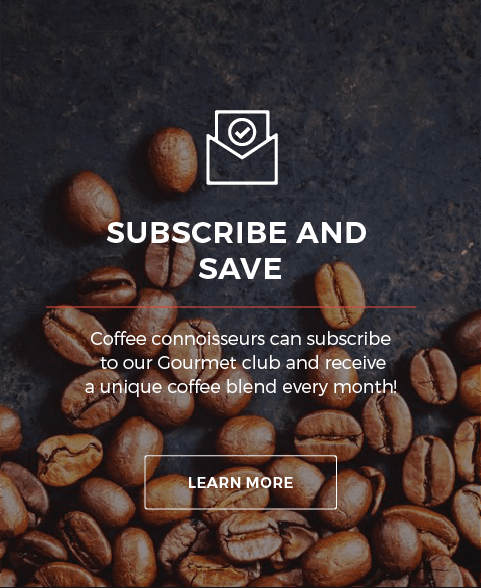 SUBSCRIBE AND
SAVE
Coffee connoisseurs can subscribe
to our Gourmet club and receive
a unique coffee blend every month!
LEARN MORE